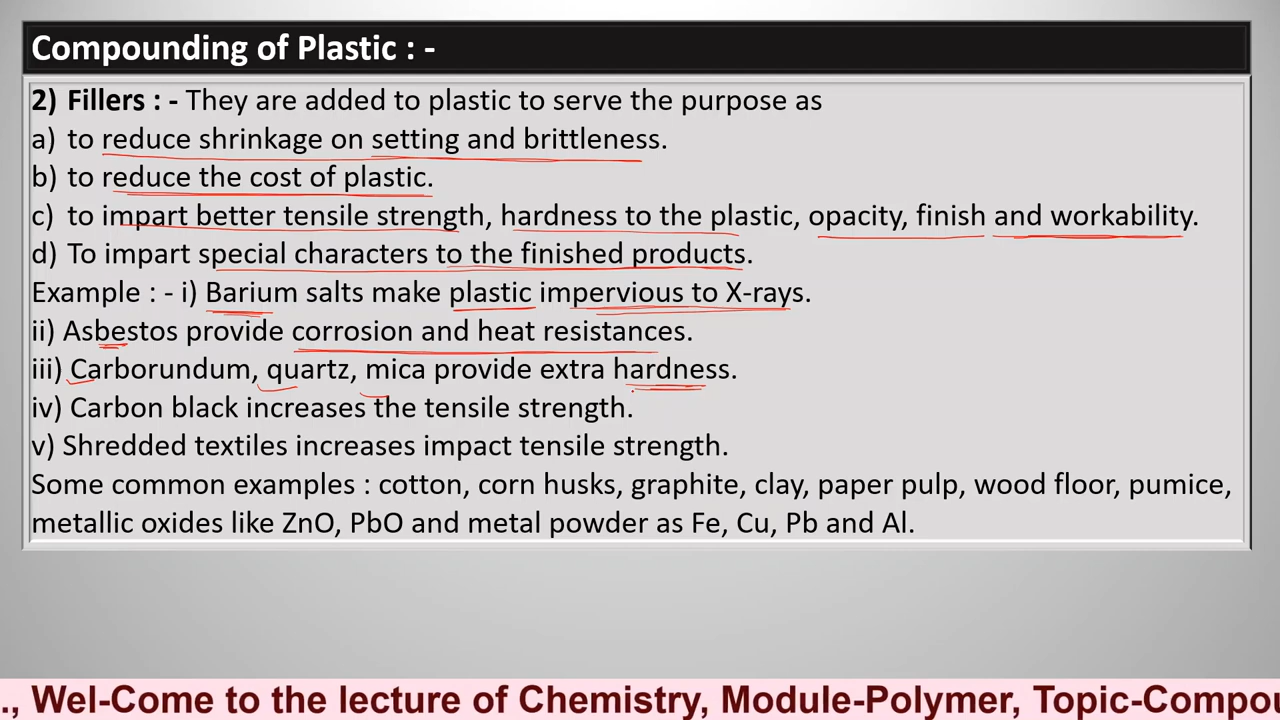 Compounding of Plastic : -
2) Fillers : - They are added to plastic to serve the purpose as
a) to reduce shrinkage on setting and brittleness.
b) to reduce the cost of plastic.
c) to impart better tensile strength, hardness to the plastic, opacity, finish and workability.
d) To impart special characters to the finished products.
Example : - i) Barium salts make plastic impervious to X-rays.
ii) Asbestos provide corrosion and heat resistances.
iii) Carborundum, quartz, mica provide extra hardness.
iv) Carbon black increases the tensile strength.
v) Shredded textiles increases impact tensile strength.
Some common examples : cotton, corn husks, graphite, clay, paper pulp, wood floor, pumice,
metallic oxides like ZnO, PbO and metal powder as Fe, Cu, Pb and Al.
., Wel-Come to the lecture of Chemistry, Module-Polymer, Topic-Compou